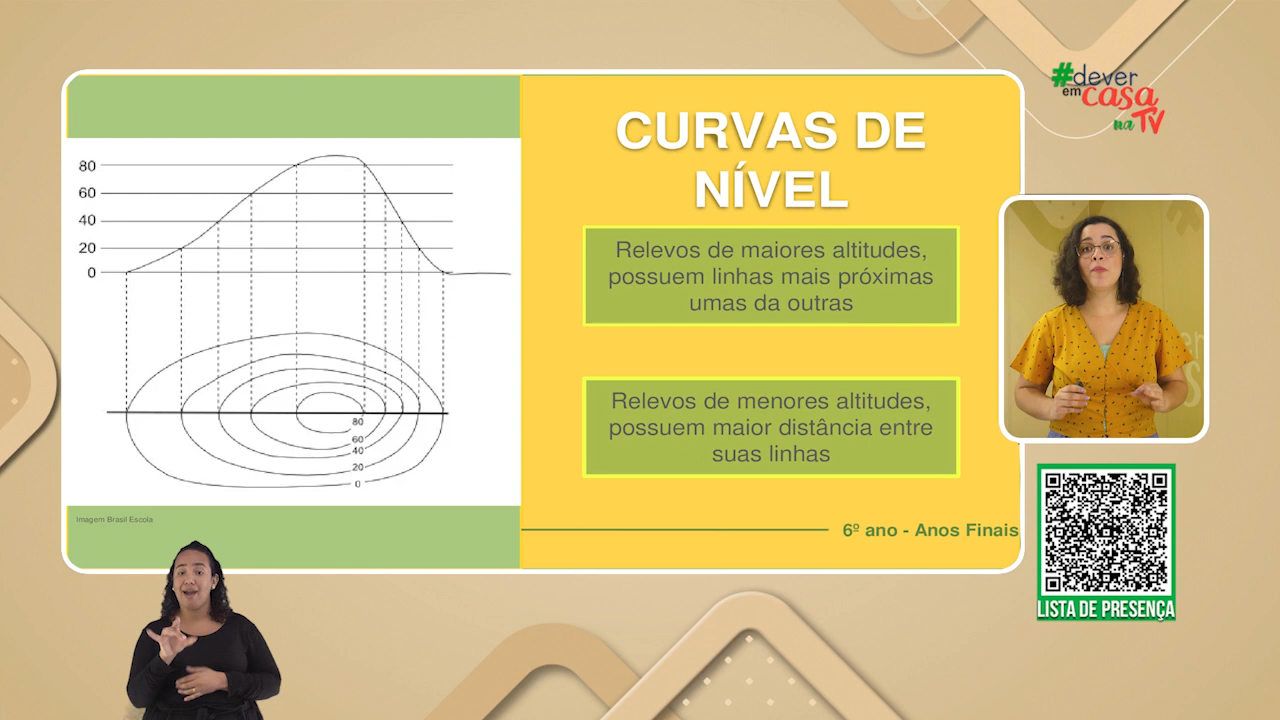 #dever
em casa
na TV
CURVAS DE
NÍVEL
80
60
40
20
0
Relevos de maiores altitudes,
possuem linhas mais próximas
umas da outras
Relevos de menores altitudes,
possuem maior distância entre
suas linhas
80
60
40
20
0
Imagem Brasil Escola
6º ano - Anos Finais
LISTA DE PRESENÇA